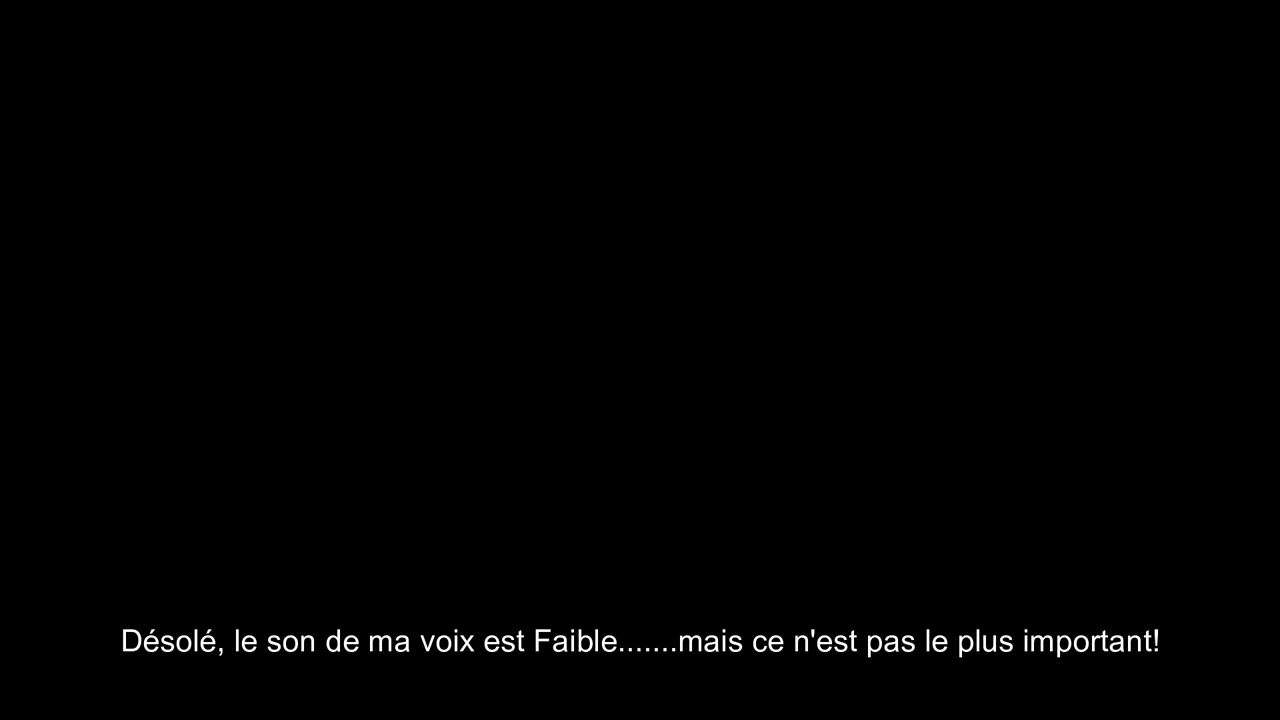 Désolé, le son de ma voix est Faible.......mais ce n'est pas le plus important!